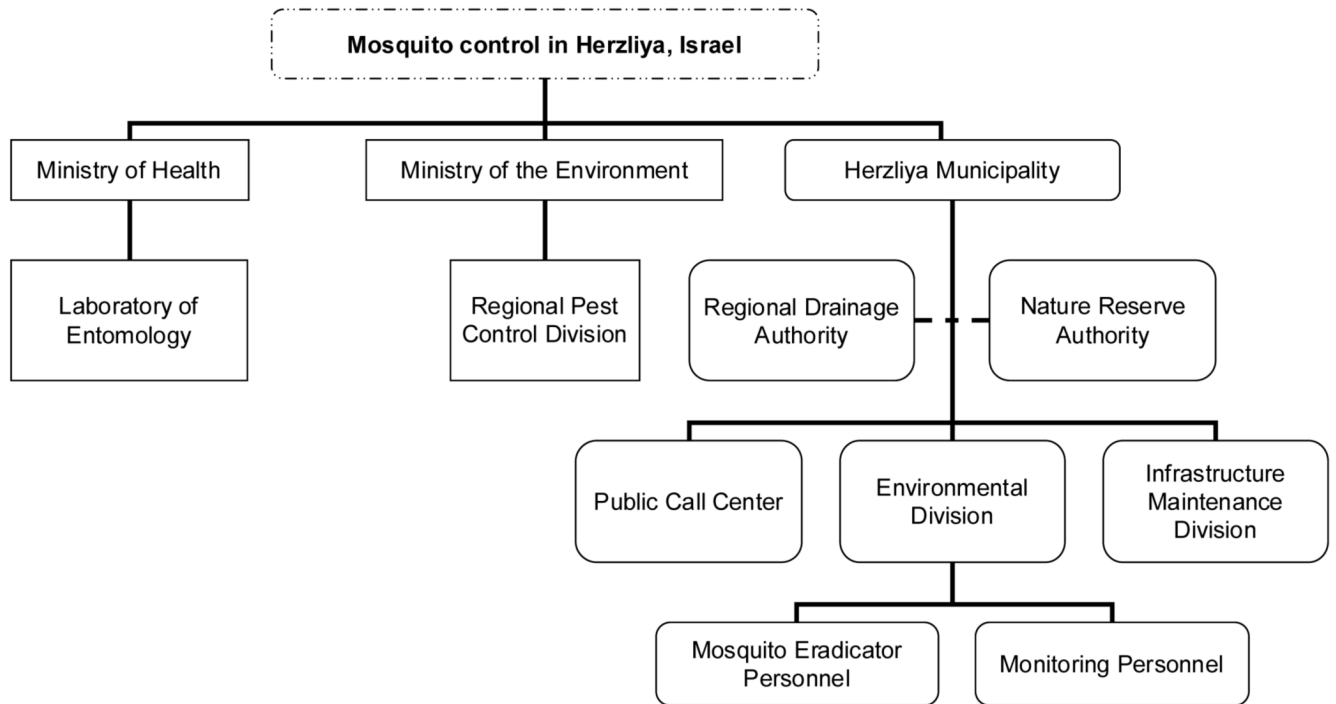 Mosquito control in Herzliya, Israel
Ministry of Health
Ministry of the Environment
Herzliya Municipality
Laboratory of
Entomology
Regional Pest
Control Division
Regional Drainage
Authority
Nature Reserve
Authority
Public Call Center
Environmental
Division
Infrastructure
Maintenance
Division
Mosquito Eradicator
Personnel
Monitoring Personnel